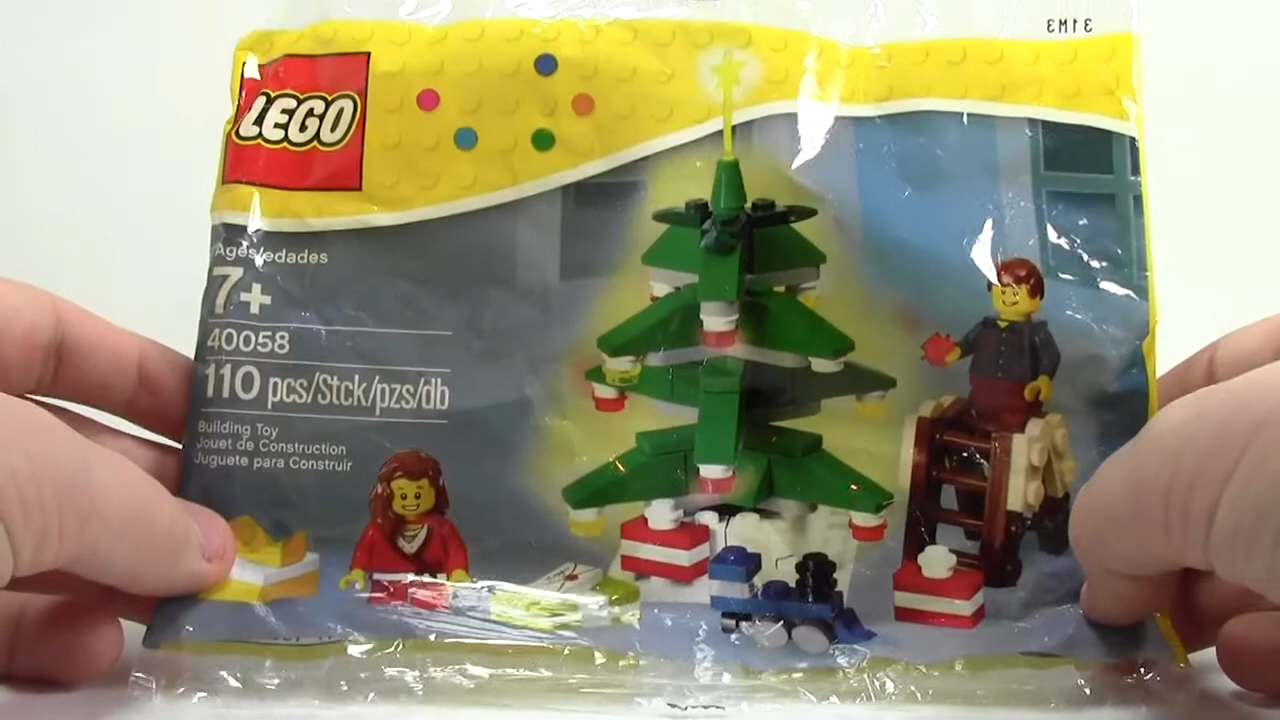 31M3
LEGO
Ages/edades
7+
40058
110 pcs/Stck/pzs/db
Building Toy
Jouet de Construction
Juguete para Construir